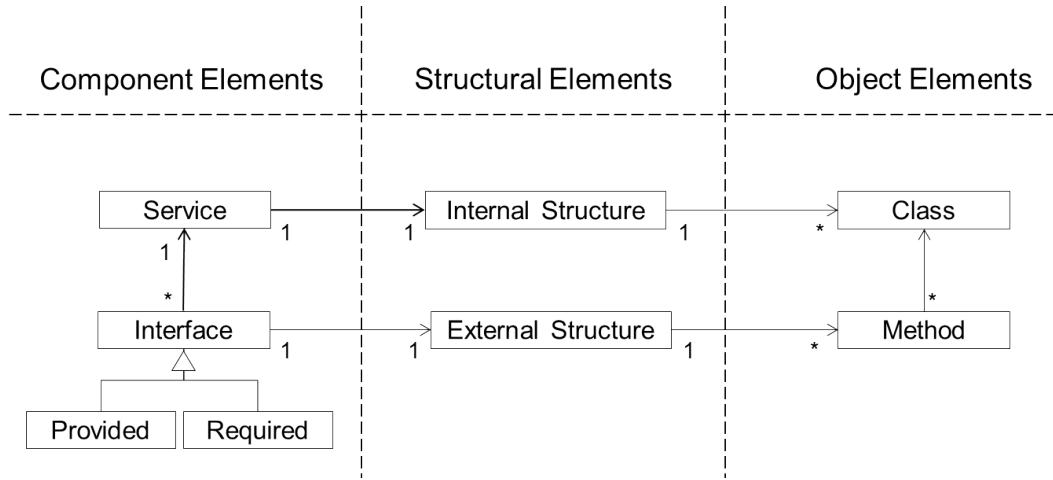 Component Elements
Structural Elements
Object Elements
Service
1
1
Internal Structure
1
*
Class
1
*
*
Interface
1
1
External Structure
1
*
Method
Provided
Required